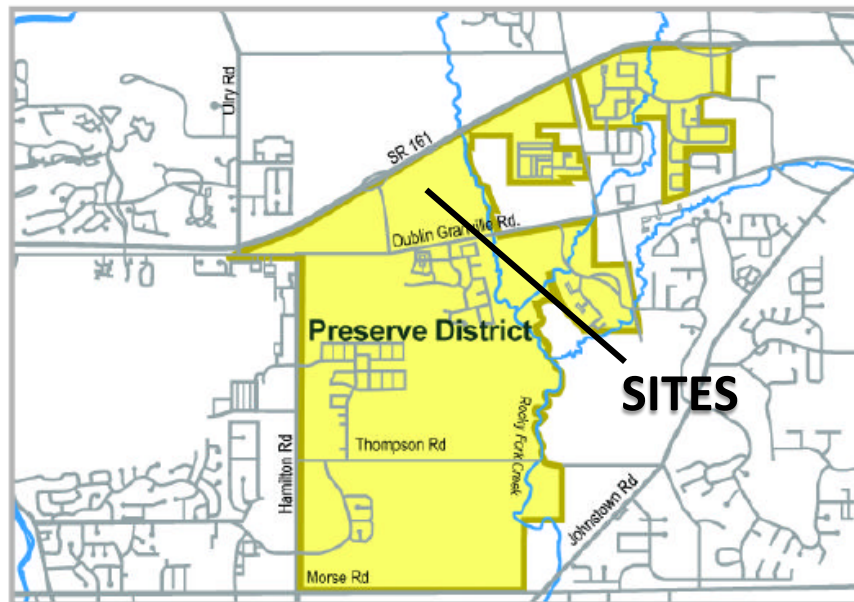 Ulry Rd
SR 161
Dublin Granville Rd.
Preserve District
SITES
Rocky Fork Creek
Thompson Rd
Hamilton Rd
Johnstown Rd
Morse Rd